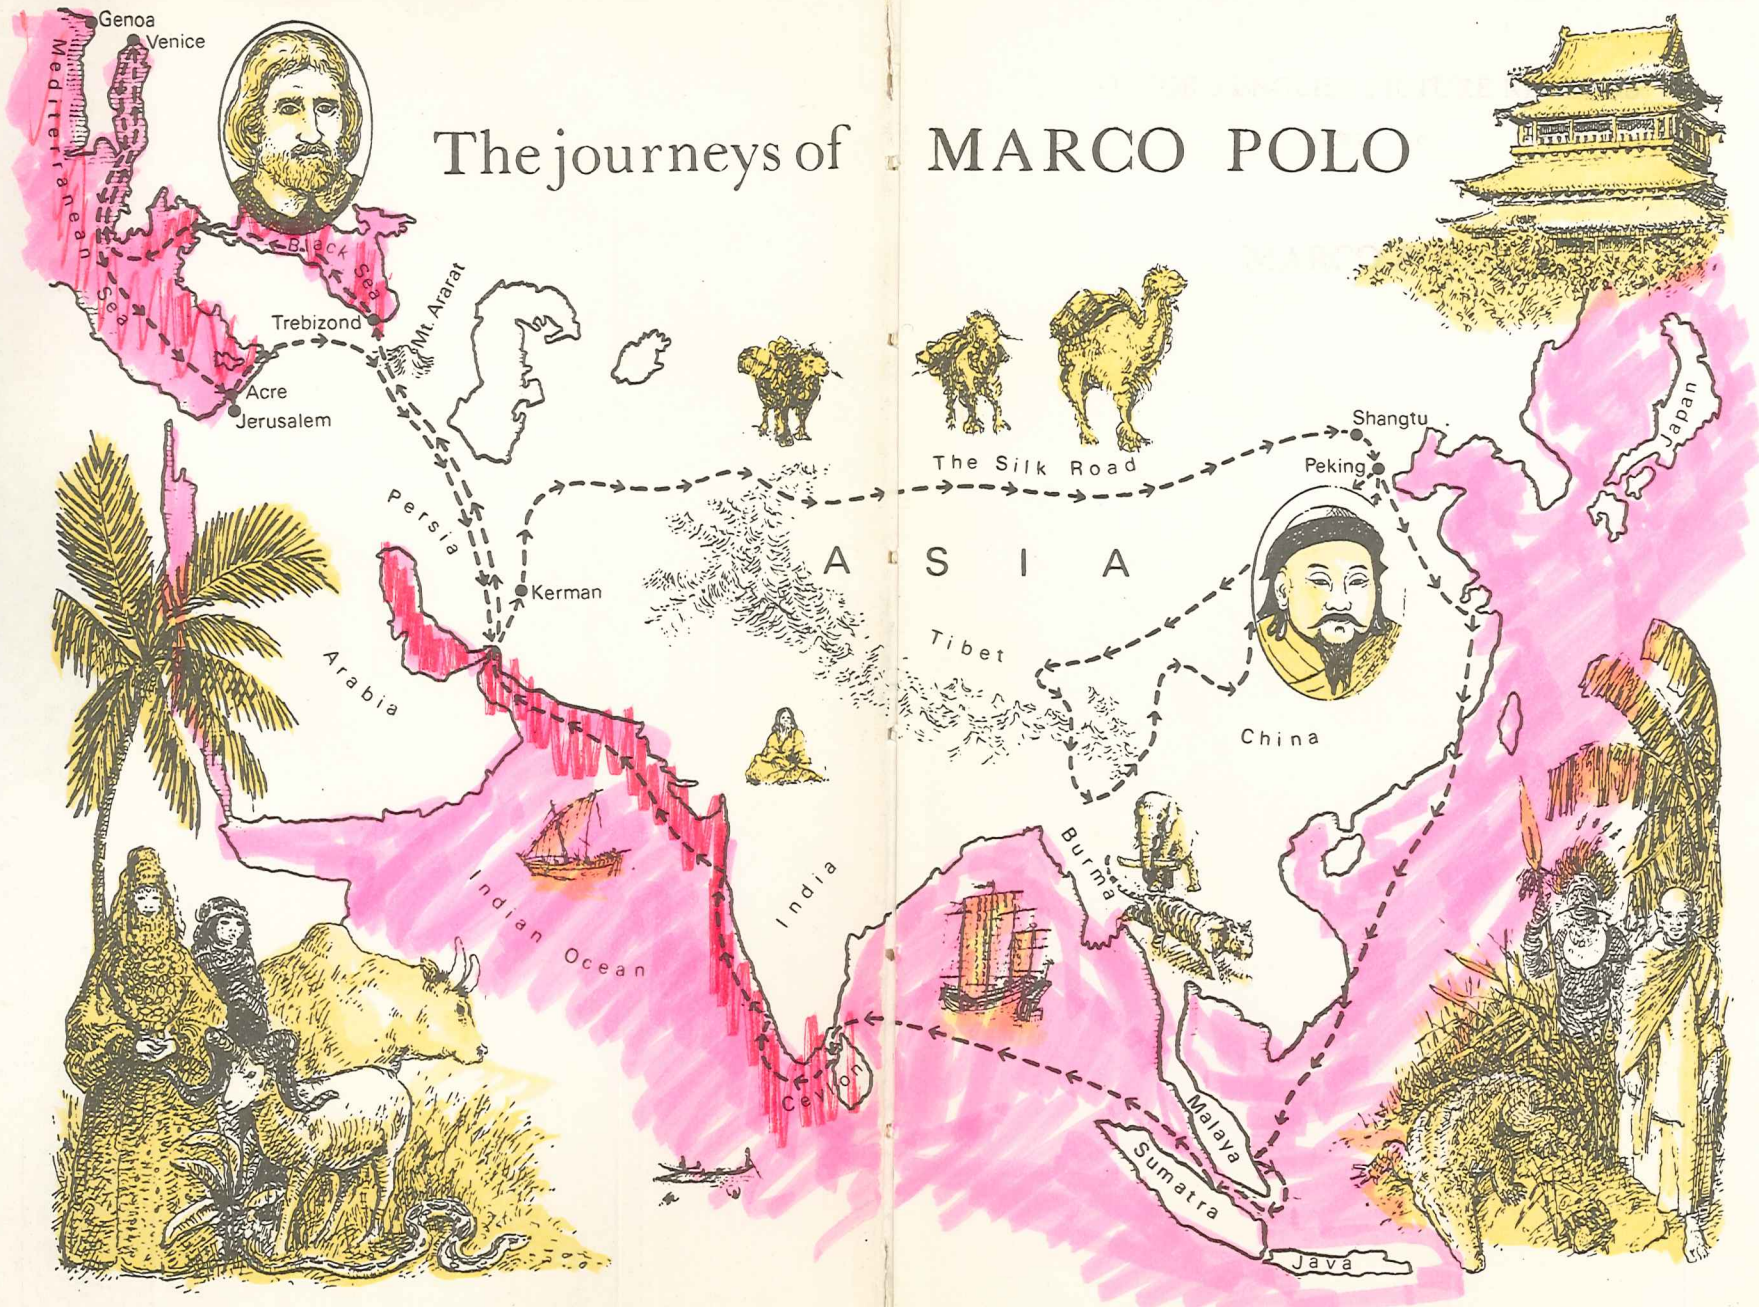 Genoa
Venice
Mediterranean Sea
The journeys of MARCO POLO
Black Sea
Trebizond
Mt. Ararat
Acre
Jerusalem
Shangtu
Peking
Japan
The Silk Road
Persia
ASIA
Kerman
Tibet
Arabia
China
Burma
India
Indian Ocean
Ceylon
Malaya
Sumatra
Java